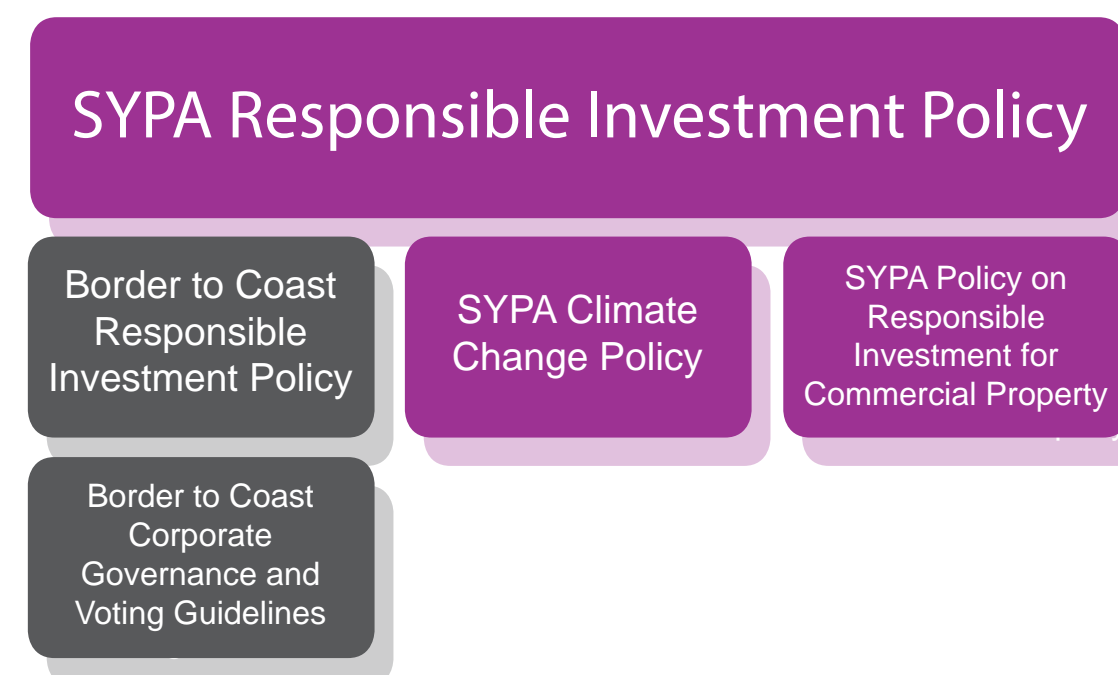 SYPA Responsible Investment Policy
Border to Coast
Responsible
Investment Policy
SYPA Climate
Change Policy
SYPA Policy on
Responsible
Investment for
Commercial Property
Border to Coast
Corporate
Governance and
Voting Guidelines